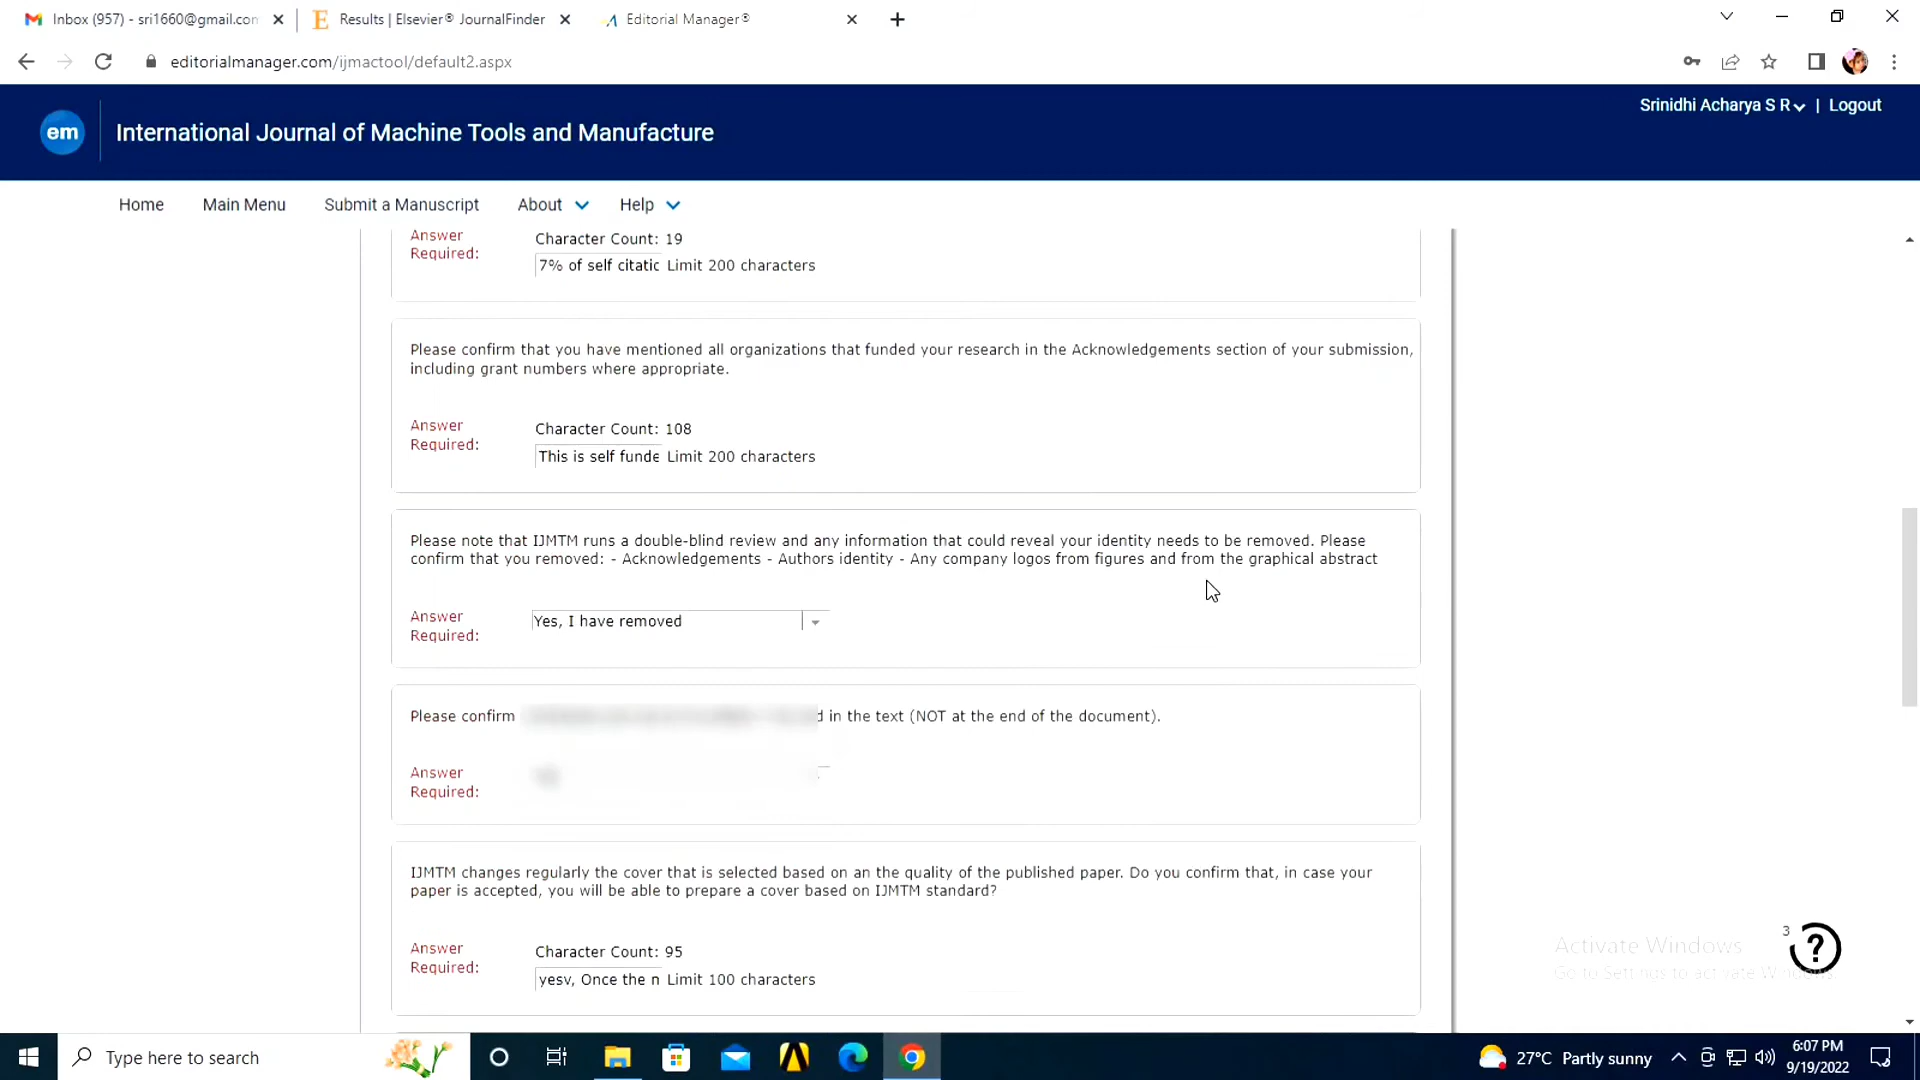 Inbox (957) - sri1660@gmail.con
Results | Elsevier® JournalFinder
Editorial Manager®
editorialmanager.com/ijmactool/default2.aspx
Srinidhi Acharya S R | Logout
em
International Journal of Machine Tools and Manufacture
Home Main Menu Submit a Manuscript About Help
Answer Required:
Character Count: 19
7% of self citatic Limit 200 characters
Please confirm that you have mentioned all organizations that funded your research in the Acknowledgements section of your submission,
including grant numbers where appropriate.
Answer Required:
Character Count: 108
This is self funde Limit 200 characters
Please note that IJMTM runs a double-blind review and any information that could reveal your identity needs to be removed. Please
confirm that you removed: - Acknowledgements - Authors identity - Any company logos from figures and from the graphical abstract
Answer Required:
Yes, I have removed
Please confirm d in the text (NOT at the end of the document).
Answer Required:
IJMTM changes regularly the cover that is selected based on an the quality of the published paper. Do you confirm that, in case your
paper is accepted, you will be able to prepare a cover based on IJMTM standard?
Answer Required:
Character Count: 95
yesv, Once the n Limit 100 characters
3
?
Activate Windows
Go to Settings to activate Windows.
Type here to search
27°C Partly sunny
6:07 PM
9/19/2022